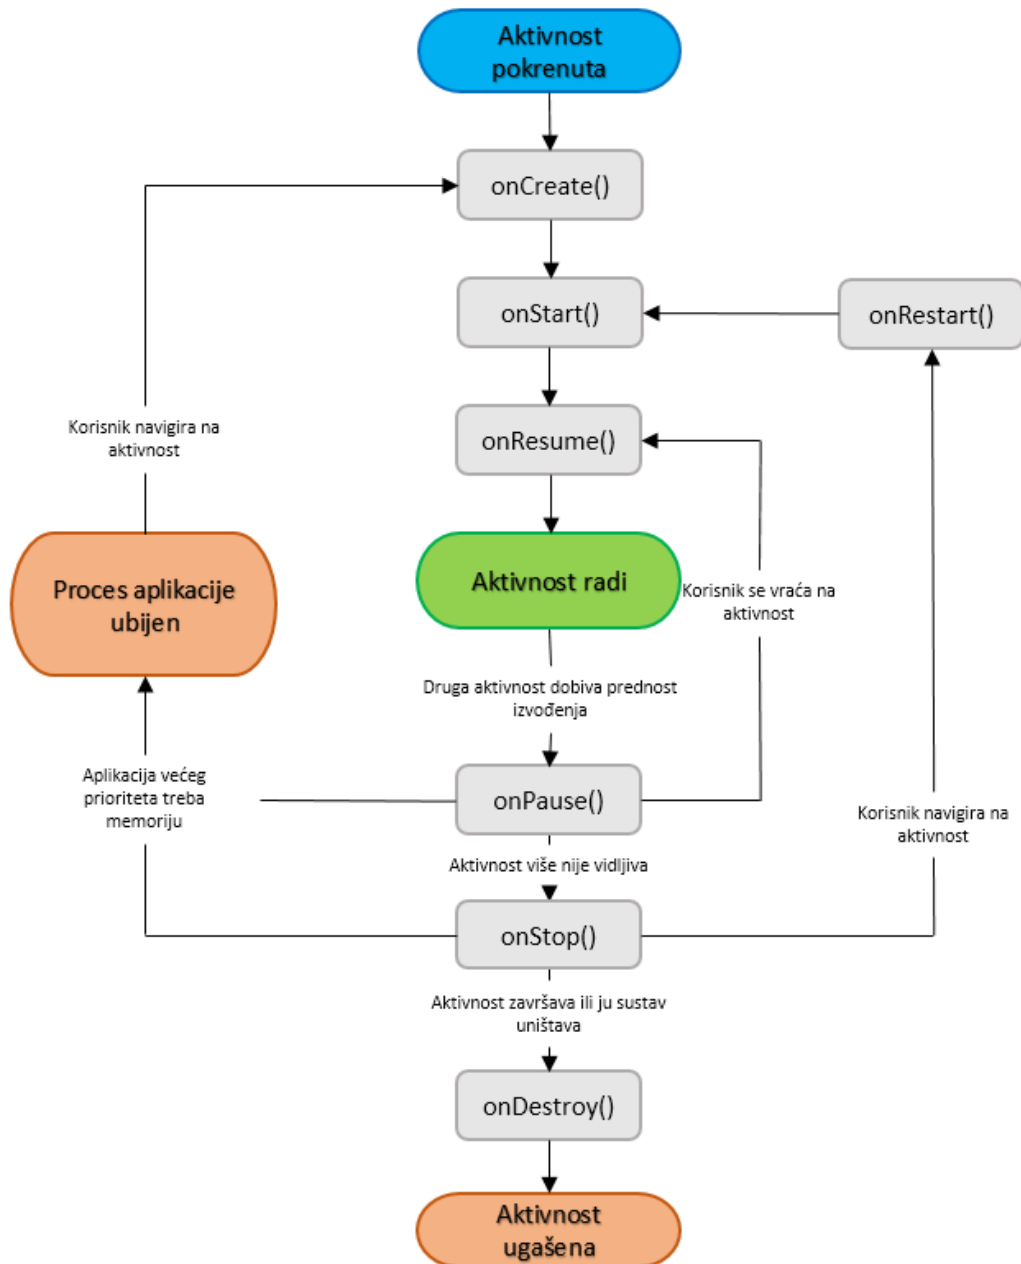 Aktivnost
pokrenuta
onCreate()
onStart()
onRestart()
Korisnik navigira na
aktivnost
onResume()
Proces aplikacije
ubijen
Aktivnost radi
Korisnik se vraća na
aktivnost
Druga aktivnost dobiva prednost
izvođenja
Aplikacija većeg
prioriteta treba
memoriju
onPause()
Korisnik navigira na
aktivnost
Aktivnost više nije vidljiva
onStop()
Aktivnost završava ili ju sustav
uništava
onDestroy()
Aktivnost
ugašena